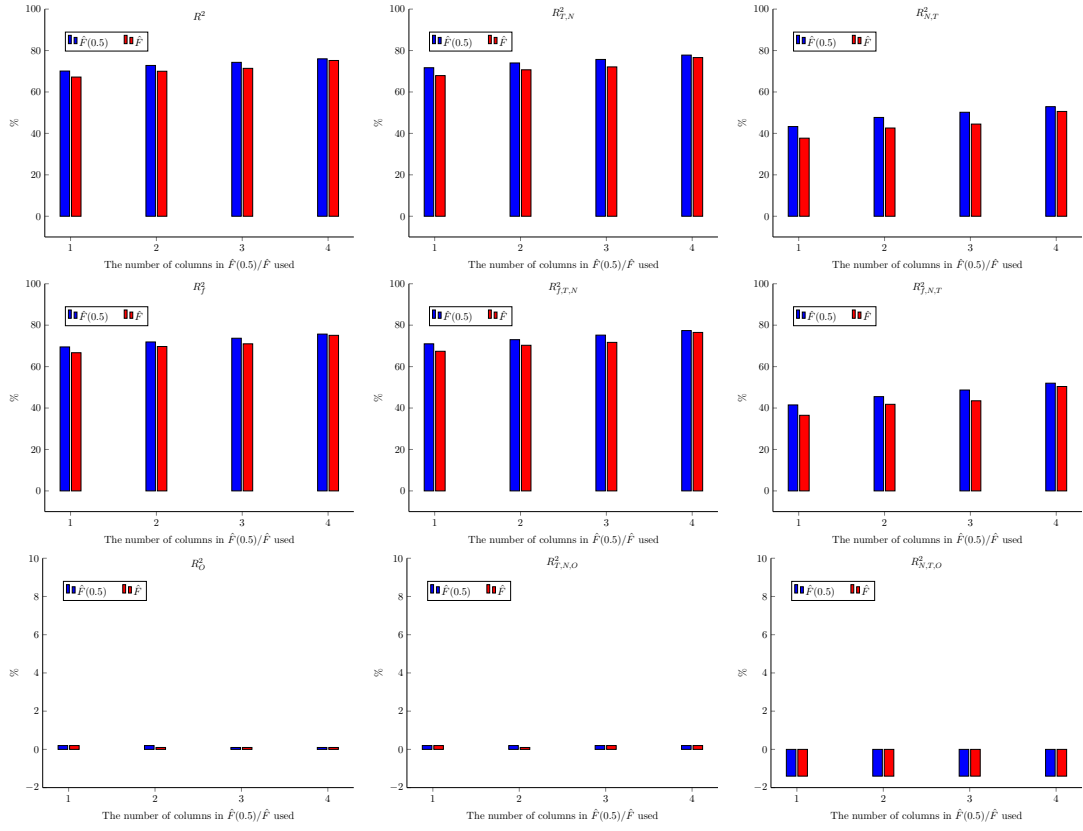 R²
F̂(0.5) F̂
100
80
60
40
20
0
%
1 2 3 4
The number of columns in F̂(0.5)/F̂ used
R²_{T,N}
F̂(0.5) F̂
100
80
60
40
20
0
%
1 2 3 4
The number of columns in F̂(0.5)/F̂ used
R²_{N,T}
F̂(0.5) F̂
100
80
60
40
20
0
%
1 2 3 4
The number of columns in F̂(0.5)/F̂ used
R²_{f̂}
F̂(0.5) F̂
100
80
60
40
20
0
%
1 2 3 4
The number of columns in F̂(0.5)/F̂ used
R²_{f̂,T,N}
F̂(0.5) F̂
100
80
60
40
20
0
%
1 2 3 4
The number of columns in F̂(0.5)/F̂ used
R²_{f̂,N,T}
F̂(0.5) F̂
100
80
60
40
20
0
%
1 2 3 4
The number of columns in F̂(0.5)/F̂ used
R²_O
F̂(0.5) F̂
10
8
6
4
2
0
−2
%
1 2 3 4
The number of columns in F̂(0.5)/F̂ used
R²_{T,N,O}
F̂(0.5) F̂
10
8
6
4
2
0
−2
%
1 2 3 4
The number of columns in F̂(0.5)/F̂ used
R²_{N,T,O}
F̂(0.5) F̂
10
8
6
4
2
0
−2
%
1 2 3 4
The number of columns in F̂(0.5)/F̂ used